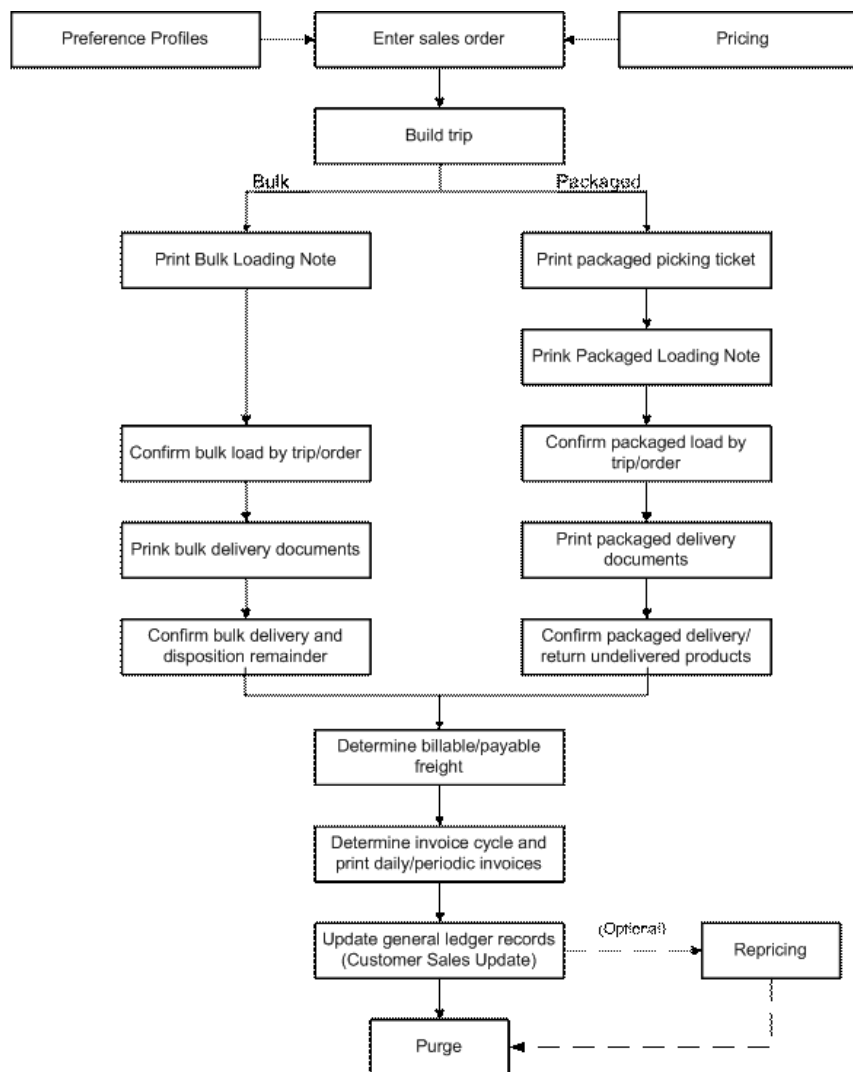 Preference Profiles
Enter sales order
Pricing
Build trip
Bulk
Packaged
Print Bulk Loading Note
Print packaged picking ticket
Prink Packaged Loading Note
Confirm bulk load by trip/order
Confirm packaged load by
trip/order
Prink bulk delivery documents
Print packaged delivery
documents
Confirm bulk delivery and
disposition remainder
Confirm packaged delivery/
return undelivered products
Determine billable/payable
freight
Determine invoice cycle and
print daily/periodic invoices
Update general ledger records
(Customer Sales Update)
(Optional)
Repricing
Purge